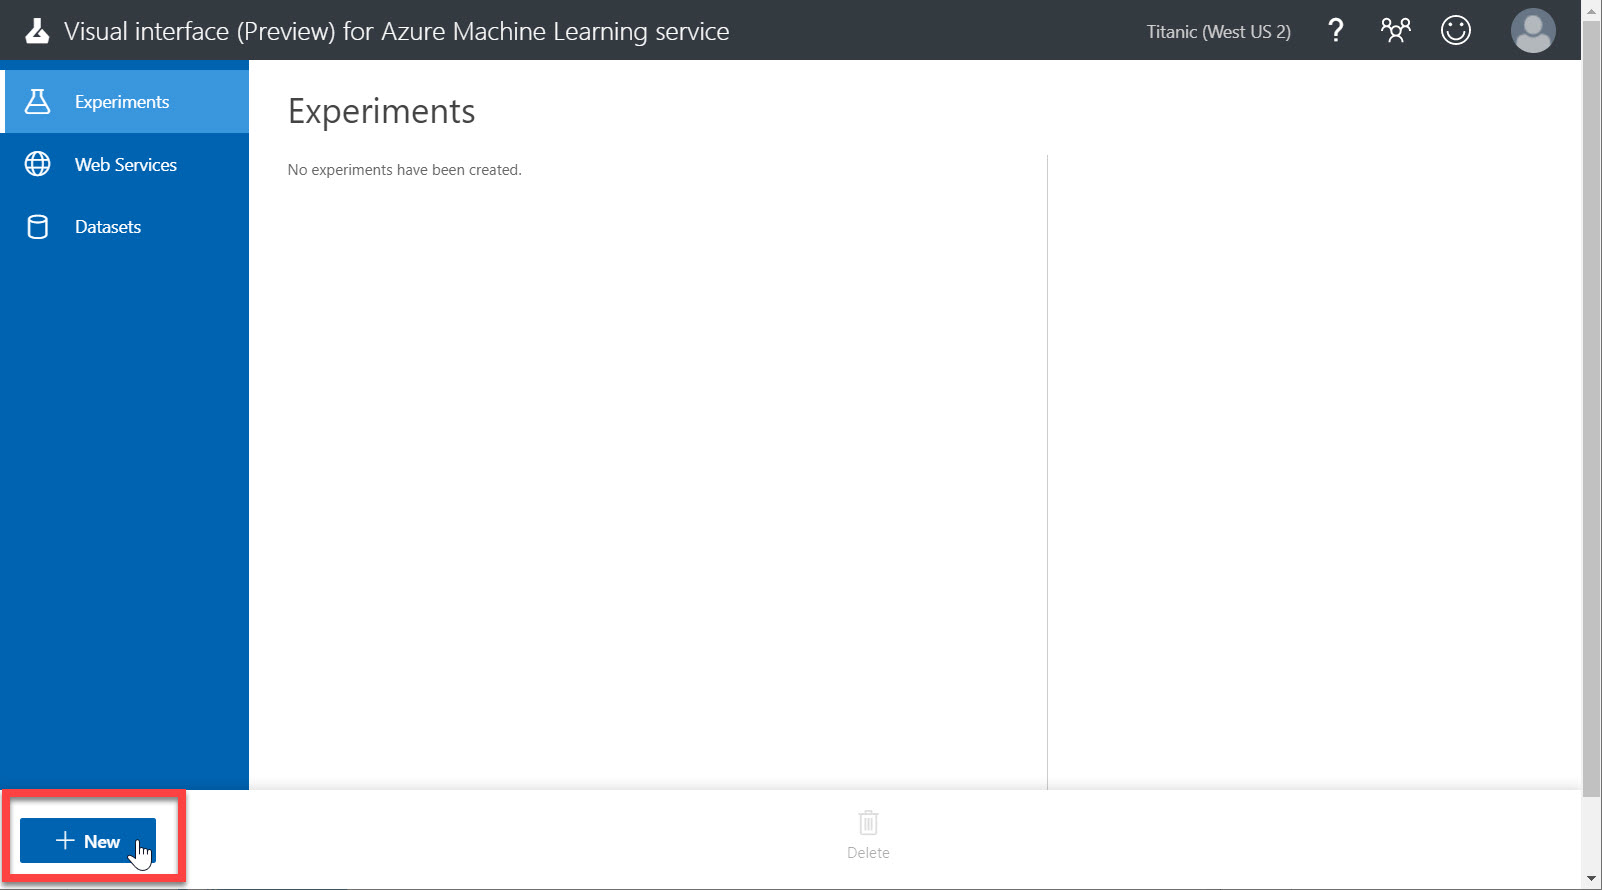 Visual interface (Preview) for Azure Machine Learning service
Titanic (West US 2)
?
Experiments
Web Services
Datasets
Experiments
No experiments have been created.
+ New
Delete